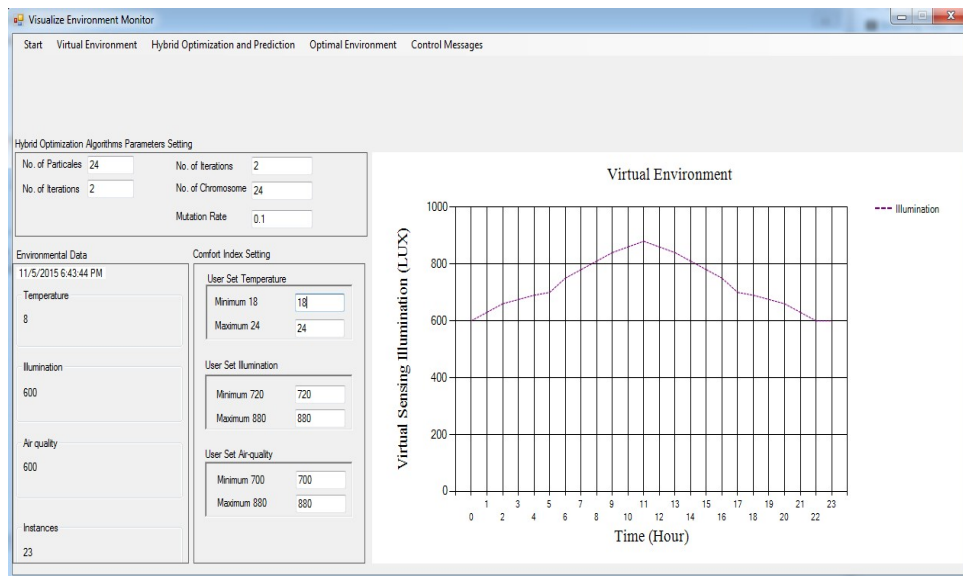 Visualize Environment Monitor
Start Virtual Environment Hybrid Optimization and Prediction Optimal Environment Control Messages
Hybrid Optimization Algorithms Parameters Setting
No. of Particales 24 No. of Iterations 2
No. of Iterations 2 No. of Chromosome 24
Mutation Rate 0.1
Environmental Data
11/5/2015 6:43:44 PM
Temperature
8
Illumination
600
Air quality
600
Instances
23
Comfort Index Setting
User Set Temperature
Minimum 18 18
Maximum 24 24
User Set Illumination
Minimum 720 720
Maximum 880 880
User Set Air-quality
Minimum 700 700
Maximum 880 880
Virtual Environment
Illumination
Virtual Sensing Illumination (LUX)
1000
800
600
400
200
0
1 3 5 7 9 11 13 15 17 19 21 23
0 2 4 6 8 10 12 14 16 18 20 22
Time (Hour)